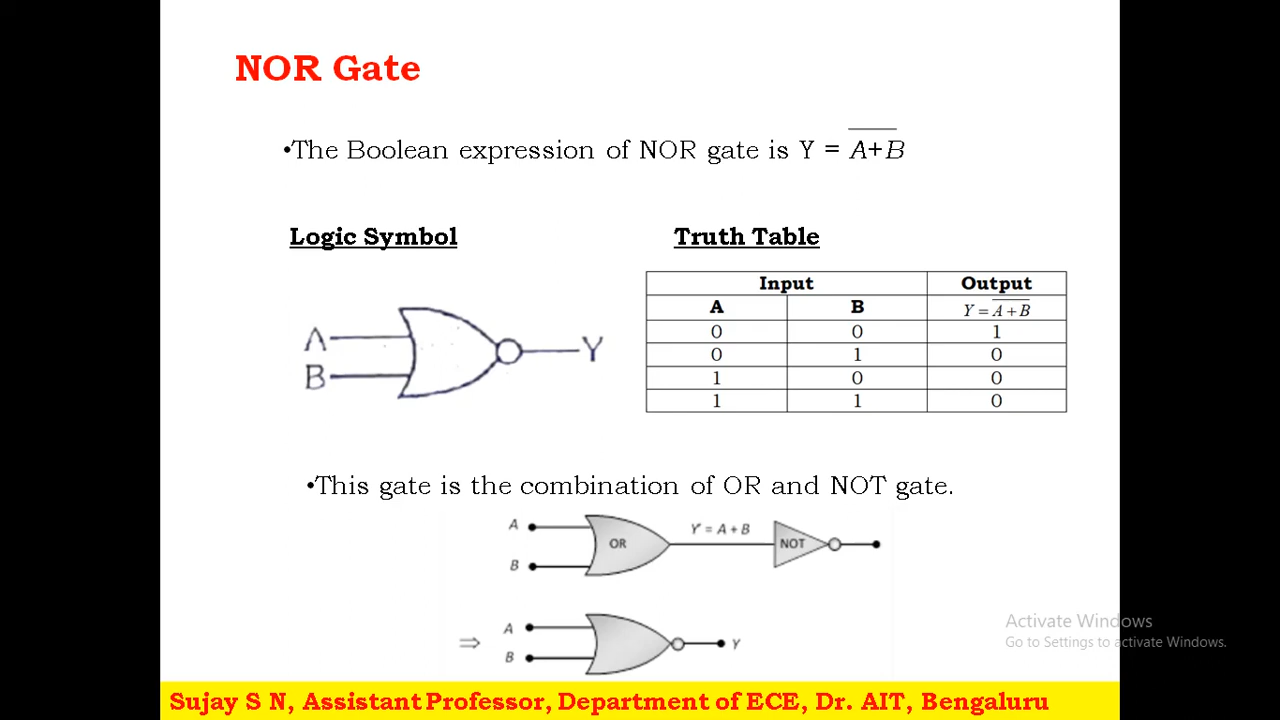 NOR Gate
•The Boolean expression of NOR gate is Y = A̅+̅B̅
Logic Symbol
Truth Table
A
B
Y
Input Output
A B Y = A̅+̅B̅
0 0 1
0 1 0
1 0 0
1 1 0
•This gate is the combination of OR and NOT gate.
A
B
OR
Y' = A + B
NOT
⇒
A
B
Y
Activate Windows
Go to Settings to activate Windows.
Sujay S N, Assistant Professor, Department of ECE, Dr. AIT, Bengaluru